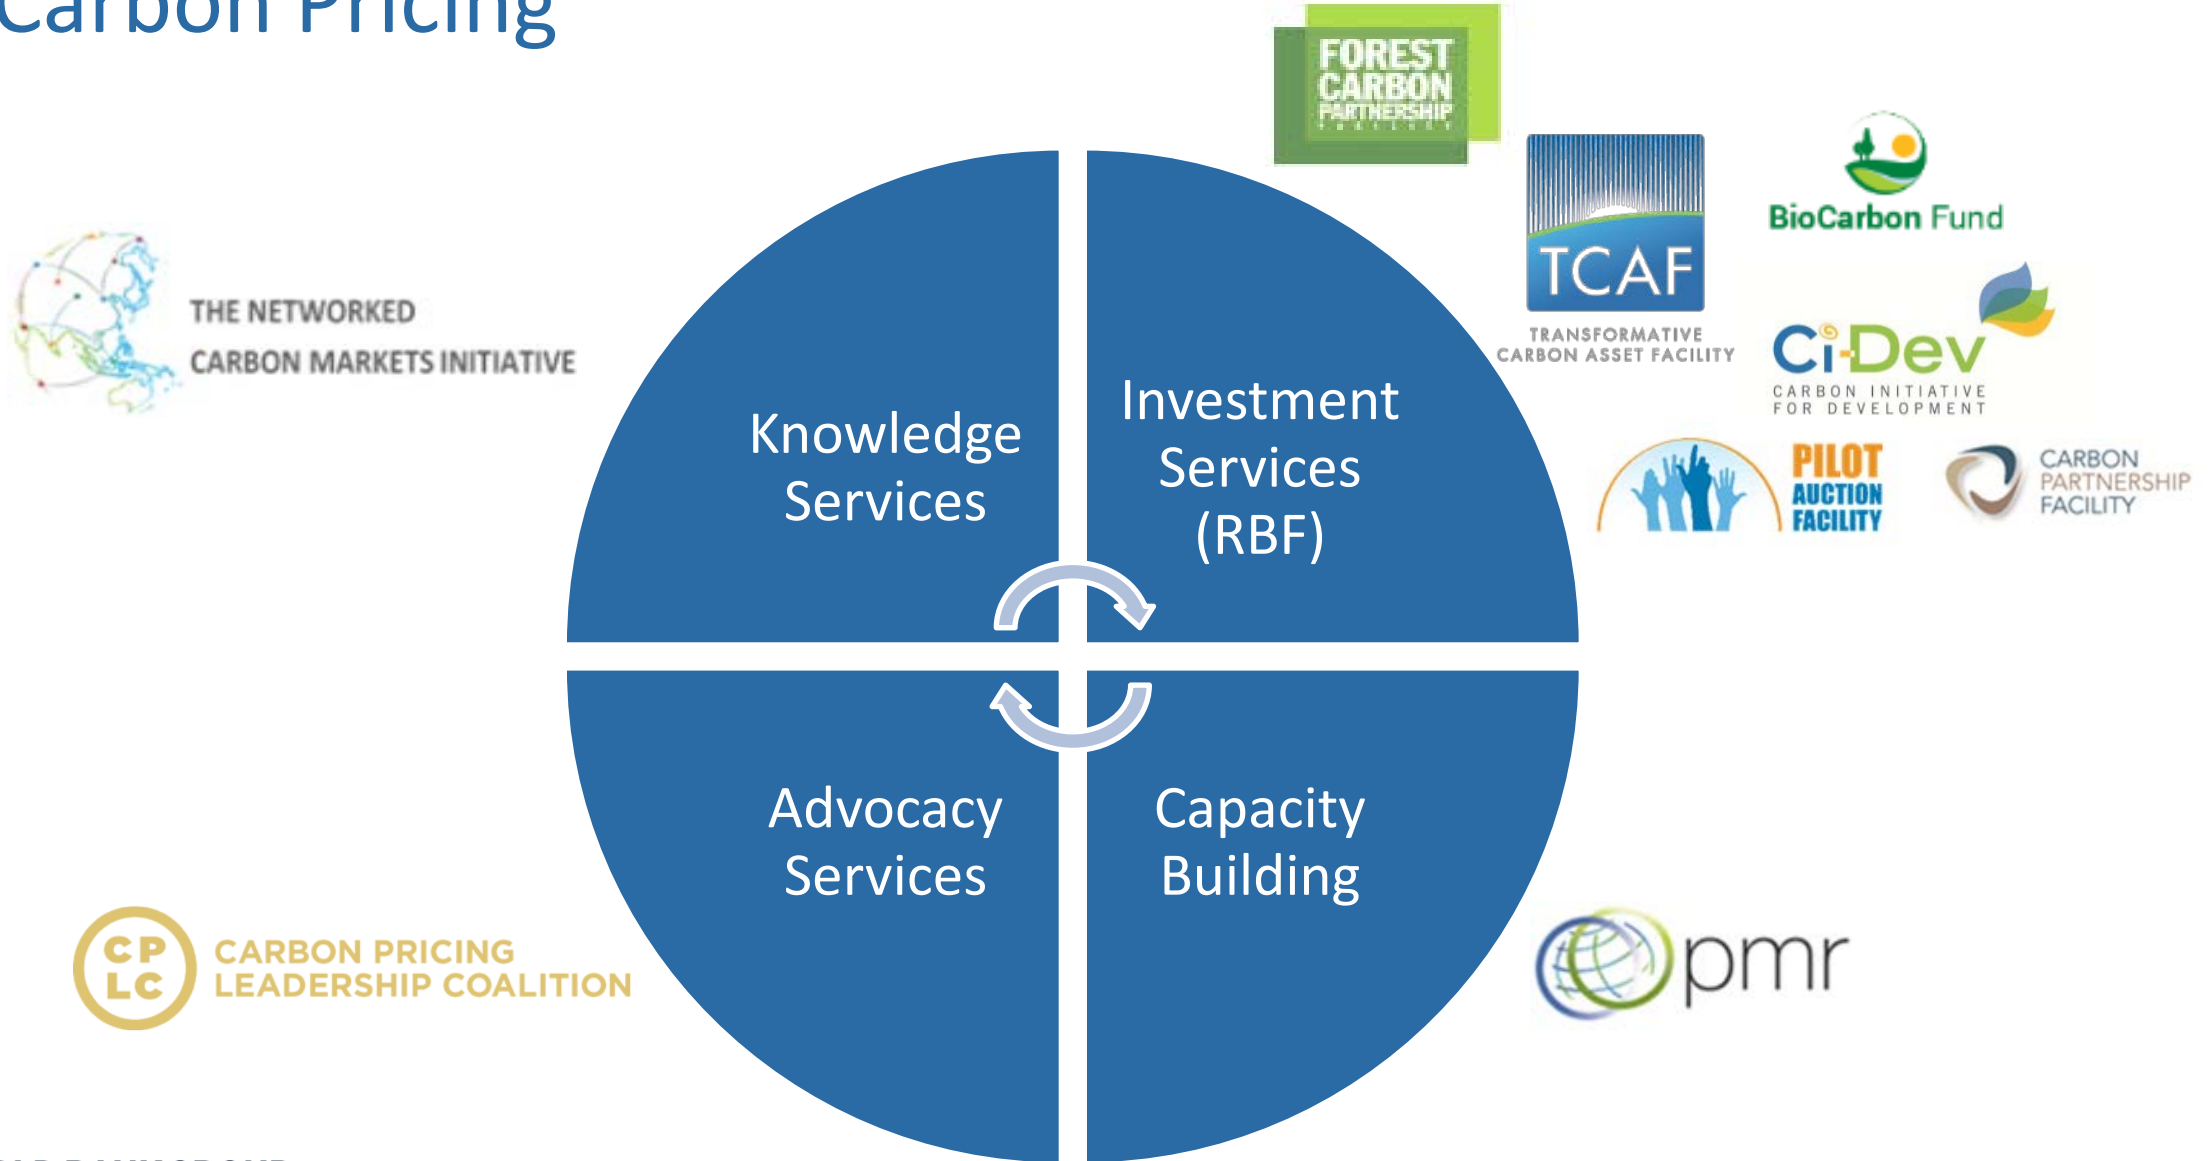 Carbon Pricing
FOREST
CARBON
PARTNERSHIP
FACILITY
TCAF
TRANSFORMATIVE
CARBON ASSET FACILITY
BioCarbon Fund
Ci-Dev
CARBON INITIATIVE
FOR DEVELOPMENT
PILOT
AUCTION
FACILITY
CARBON
PARTNERSHIP
FACILITY
THE NETWORKED
CARBON MARKETS INITIATIVE
Knowledge
Services
Investment
Services
(RBF)
Advocacy
Services
Capacity
Building
CP
LC
CARBON PRICING
LEADERSHIP COALITION
pmr